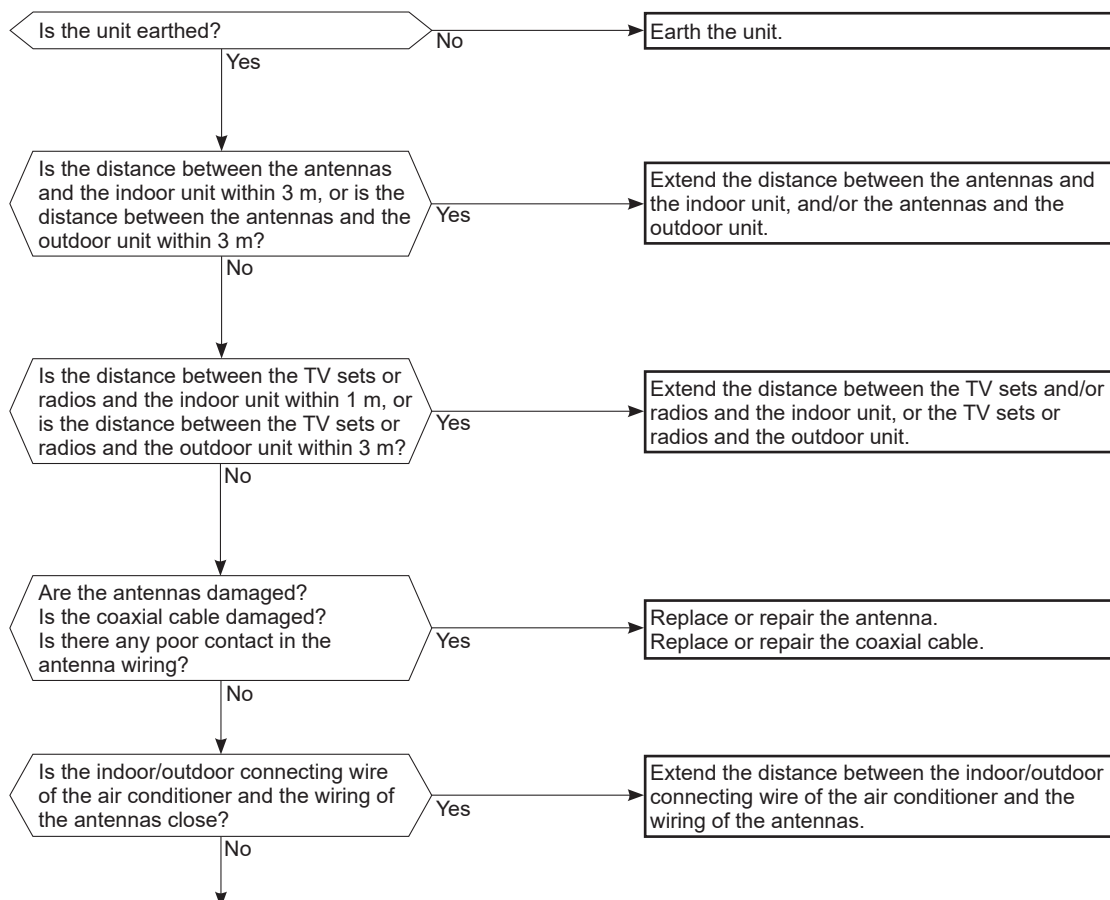 Is the unit earthed?
No
Earth the unit.
Yes
Is the distance between the antennas
and the indoor unit within 3 m, or is the
distance between the antennas and the
outdoor unit within 3 m?
Yes
Extend the distance between the antennas and
the indoor unit, and/or the antennas and the
outdoor unit.
No
Is the distance between the TV sets or
radios and the indoor unit within 1 m, or
is the distance between the TV sets or
radios and the outdoor unit within 3 m?
Yes
Extend the distance between the TV sets and/or
radios and the indoor unit, or the TV sets or
radios and the outdoor unit.
No
Are the antennas damaged?
Is the coaxial cable damaged?
Is there any poor contact in the
antenna wiring?
Yes
Replace or repair the antenna.
Replace or repair the coaxial cable.
No
Is the indoor/outdoor connecting wire
of the air conditioner and the wiring of
the antennas close?
Yes
Extend the distance between the indoor/outdoor
connecting wire of the air conditioner and the
wiring of the antennas.
No